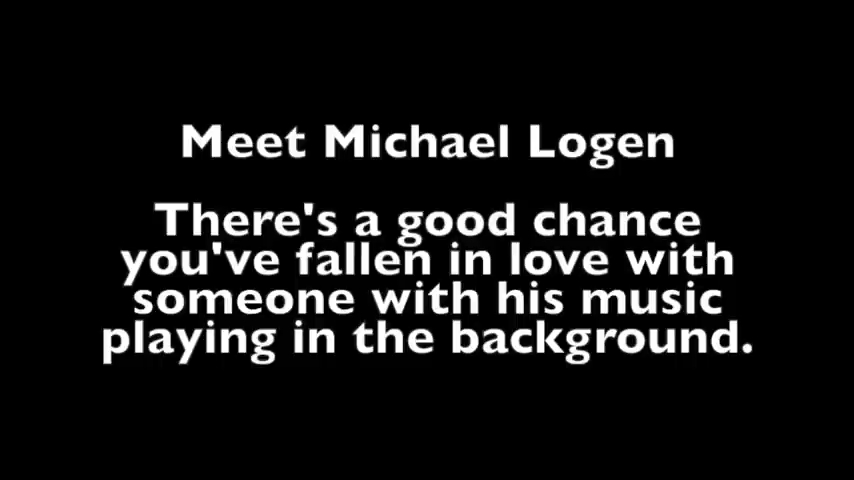 Meet Michael Logen
There's a good chance
you've fallen in love with
someone with his music
playing in the background.